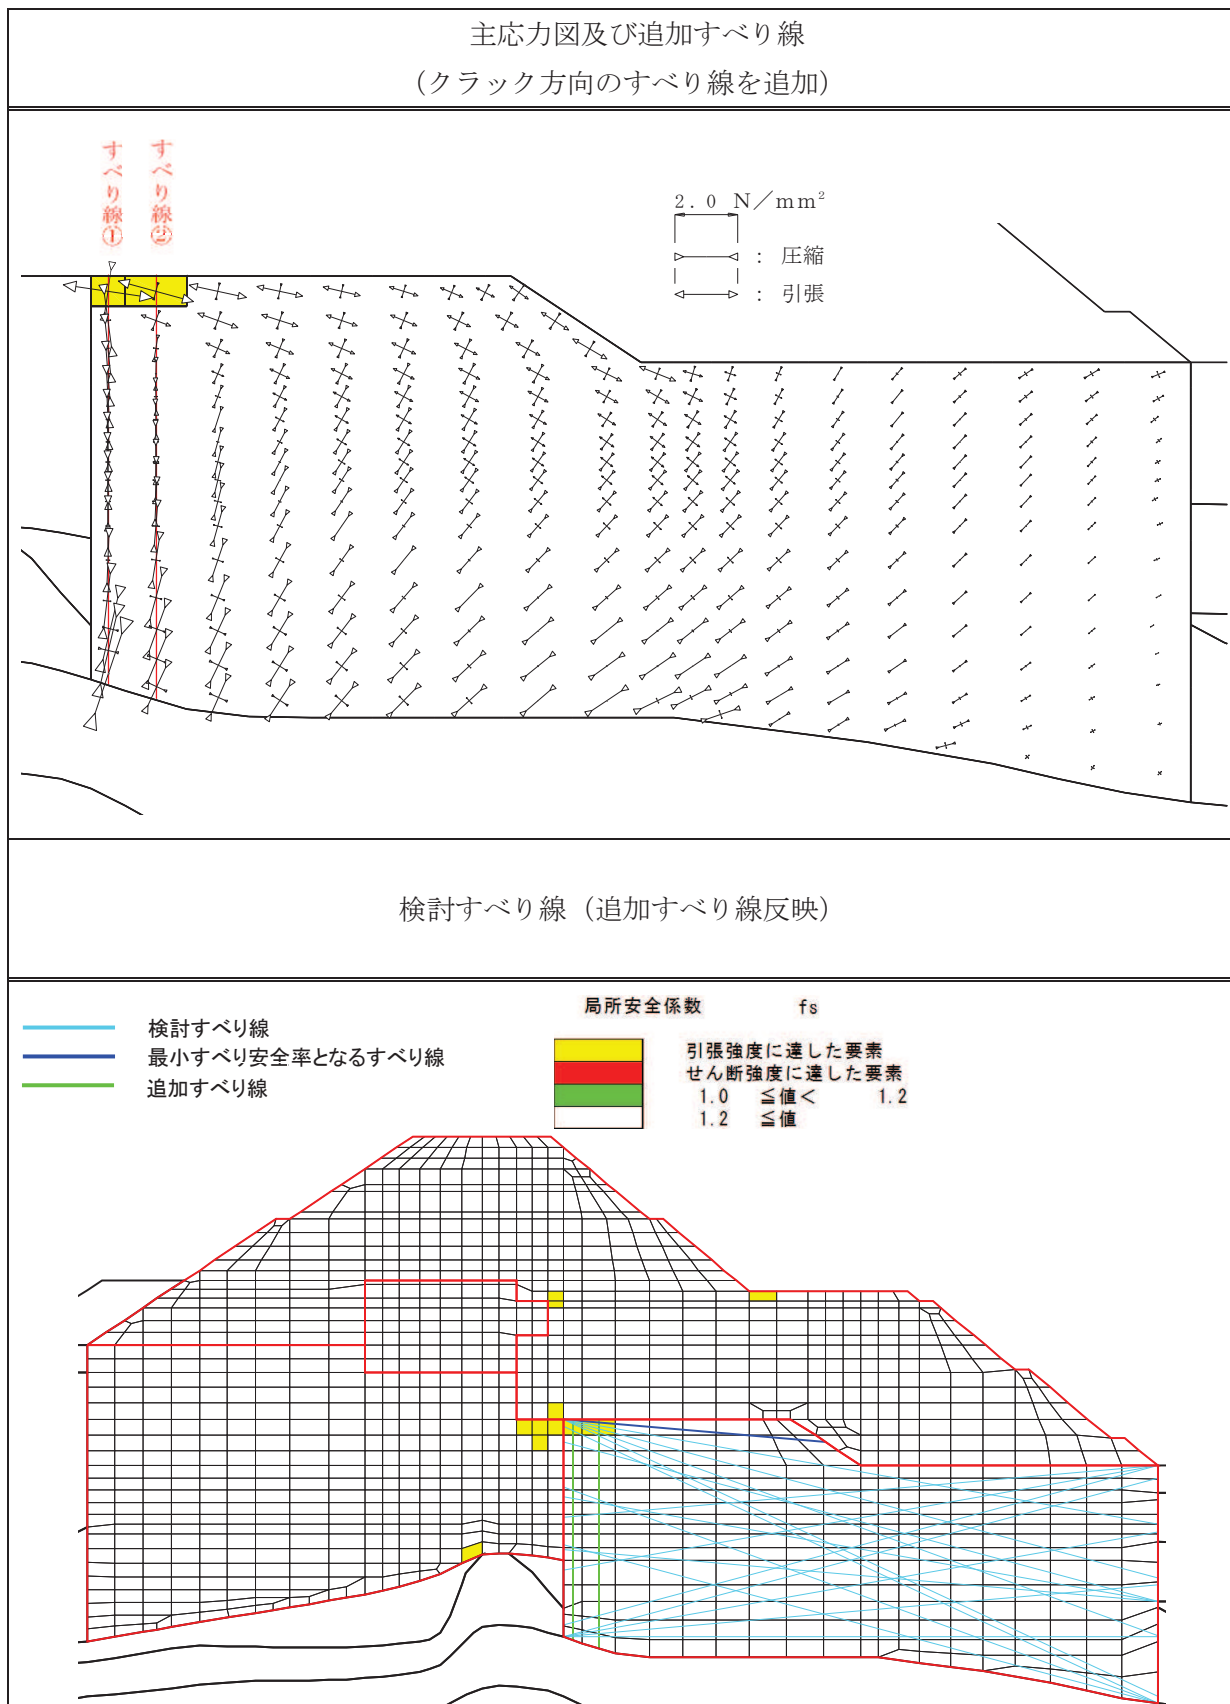 主応力図及び追加すべり線
(クラック方向のすべり線を追加)
すべり線①
すべり線②
2.0 N/mm²
: 圧縮
: 引張
検討すべり線(追加すべり線反映)
検討すべり線
最小すべり安全率となるすべり線
追加すべり線
局所安全係数 fs
引張強度に達した要素
せん断強度に達した要素
1.0 ≦値< 1.2
1.2 ≦値